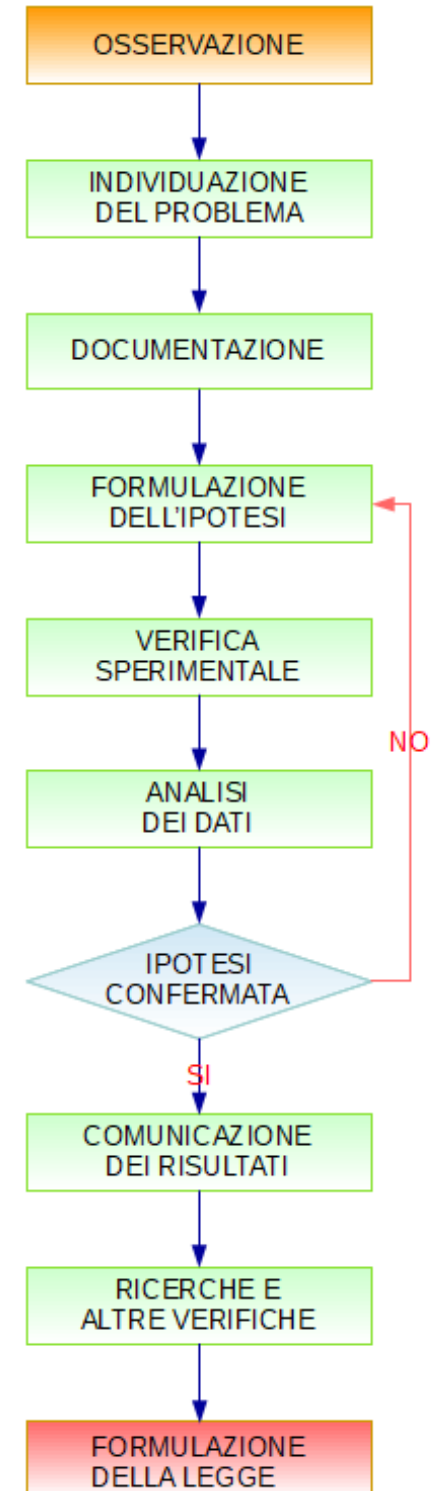 OSSERVAZIONE
INDIVIDUAZIONE
DEL PROBLEMA
DOCUMENTAZIONE
FORMULAZIONE
DELL'IPOTESI
VERIFICA
SPERIMENTALE
NO
ANALISI
DEI DATI
IPOTESI
CONFERMATA
SI
COMUNICAZIONE
DEI RISULTATI
RICERCHE E
ALTRE VERIFICHE
FORMULAZIONE
DELLA LEGGE